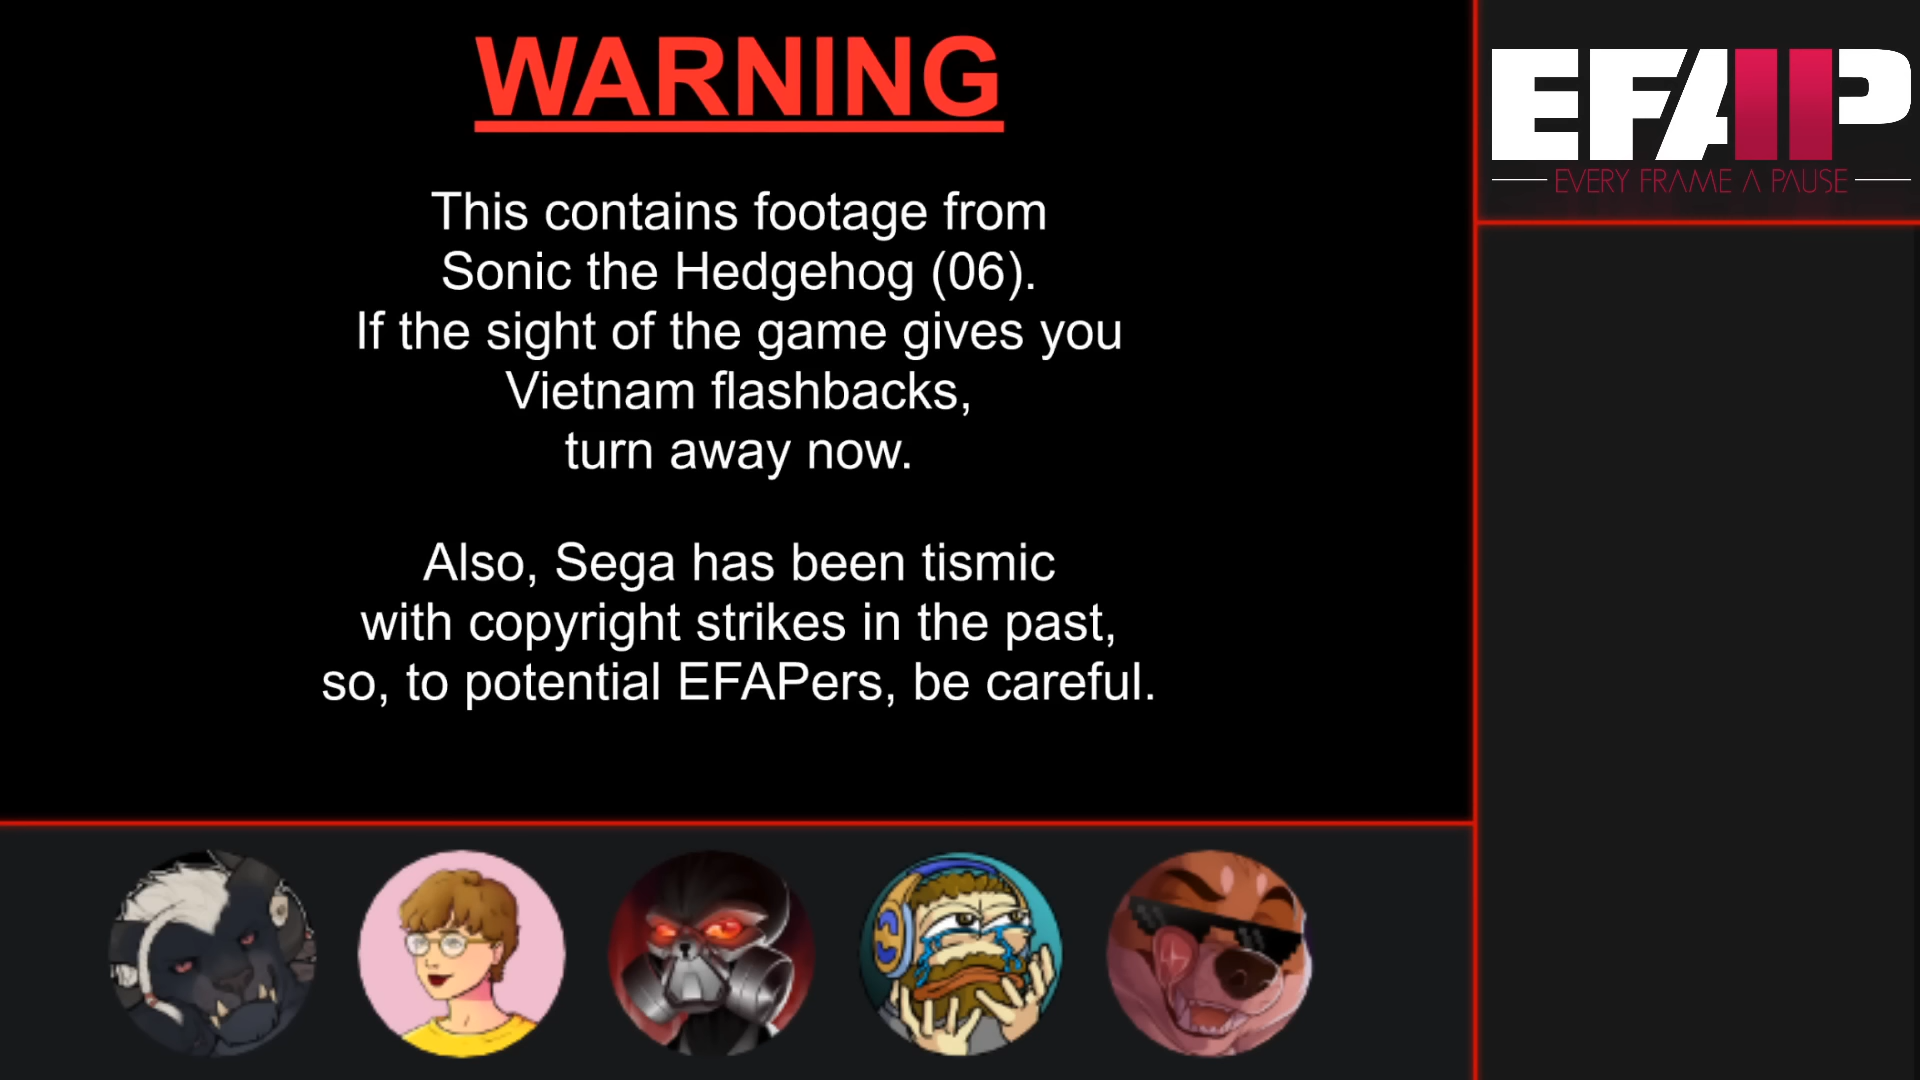 WARNING
This contains footage from
Sonic the Hedgehog (06).
If the sight of the game gives you
Vietnam flashbacks,
turn away now.
Also, Sega has been tismic
with copyright strikes in the past,
so, to potential EFAPers, be careful.
EFAP
EVERY FRAME A PAUSE